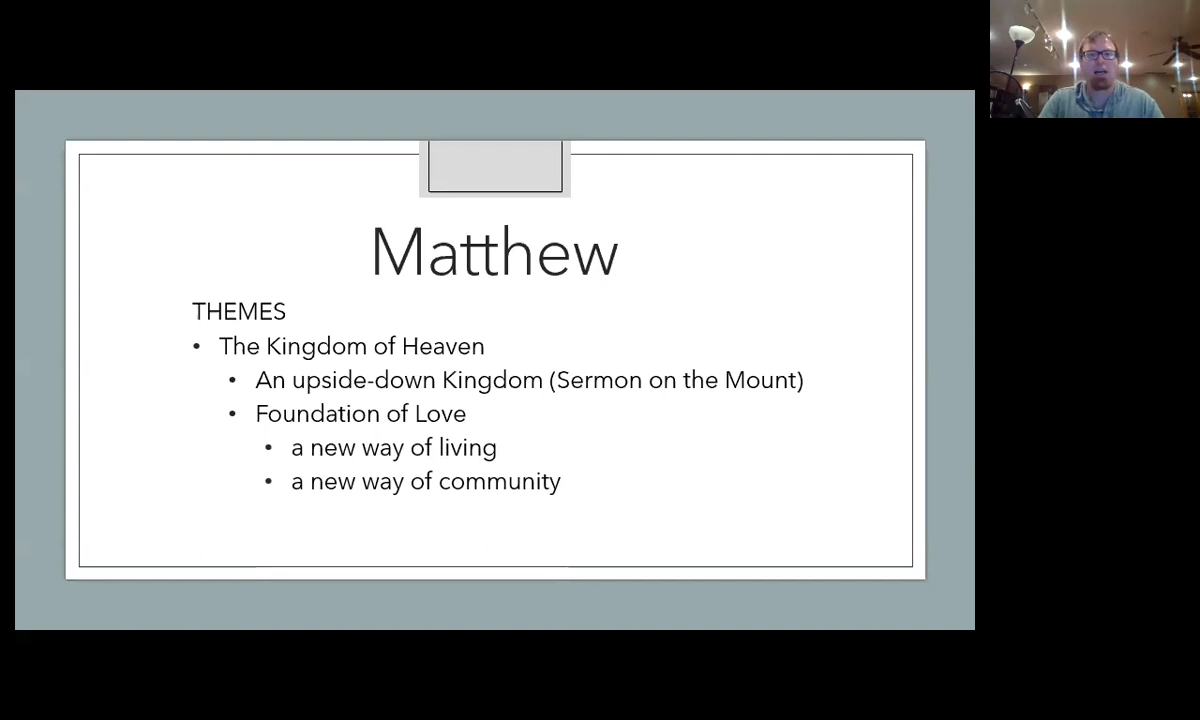 Matthew
THEMES
• The Kingdom of Heaven
• An upside-down Kingdom (Sermon on the Mount)
• Foundation of Love
• a new way of living
• a new way of community